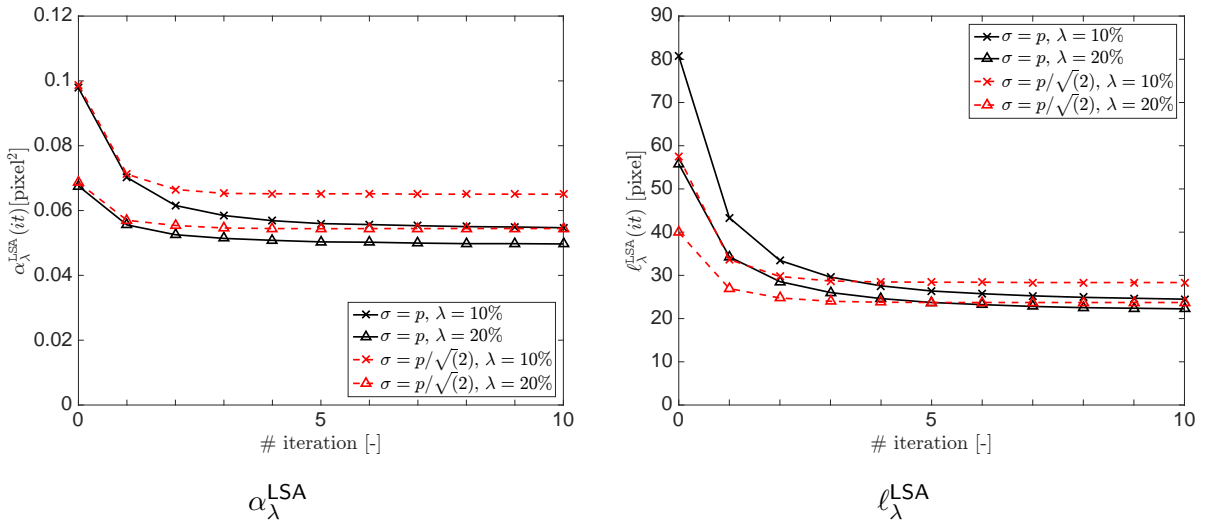 0.12
0.1
0.08
0.06
0.04
0.02
0
α_λ^LSA(it)[pixel²]
σ = p, λ = 10%
σ = p, λ = 20%
σ = p/√(2), λ = 10%
σ = p/√(2), λ = 20%
0 5 10
# iteration [-]
α_λ^LSA
90
80
70
60
50
40
30
20
10
0
ℓ_λ^LSA(it) [pixel]
σ = p, λ = 10%
σ = p, λ = 20%
σ = p/√(2), λ = 10%
σ = p/√(2), λ = 20%
0 5 10
# iteration [-]
ℓ_λ^LSA